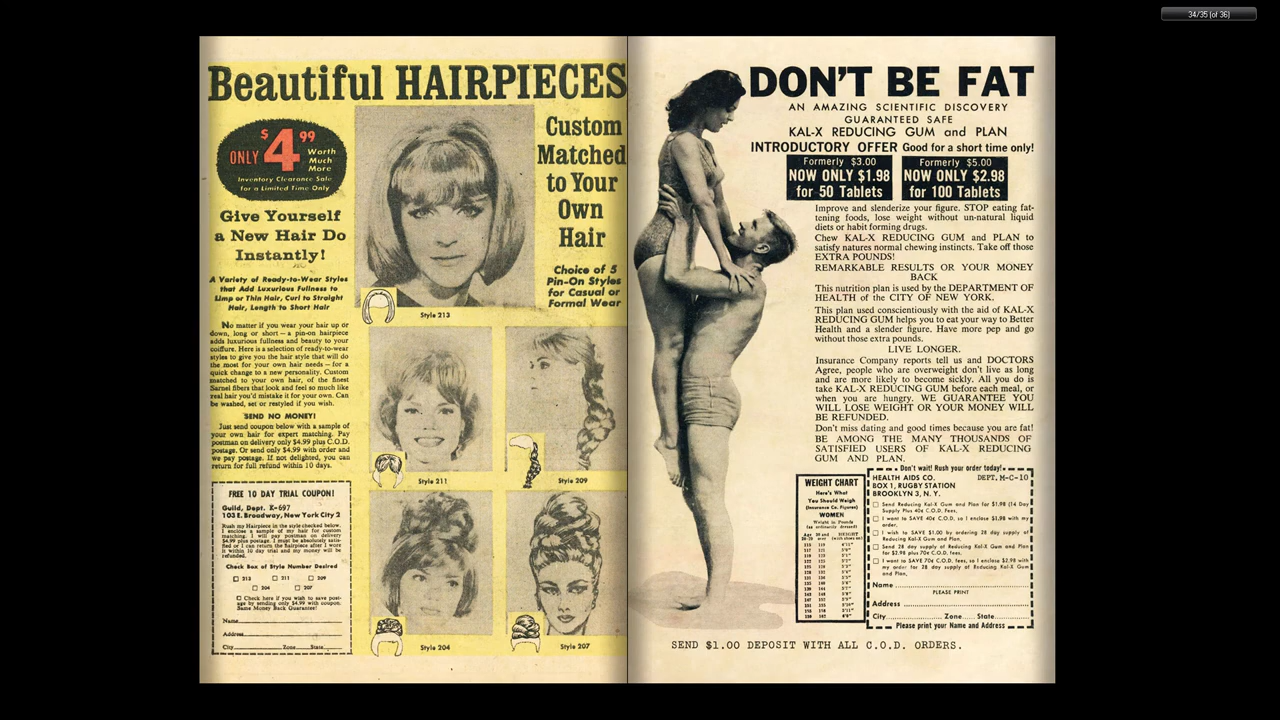 34/35 (of 36)
Beautiful HAIRPIECES
$4.99
ONLY
Worth
Much
More
Inventory Clearance Sale
for a Limited Time Only
Custom
Matched
to Your
Own
Hair
Give Yourself
a New Hair Do
Instantly!
A Variety of Ready-to-Wear Styles
that Add Luxurious Fullness to
Limp or Thin Hair, Curl to Straight
Hair, Length to Short Hair
Choice of 5
Pin-On Styles
for Casual or
Formal Wear
Style 213
No matter if you wear your hair up or
down, long or short — a pin-on hairpiece
adds luxurious fullness and beauty to your
coiffure. Here is a selection of ready-to-wear
styles to give you the hair style that will do
the most for your own hair needs — for a
quick change to a new personality. Custom
matched to your own hair, of the finest
Sarnel fibers that look and feel so much like
real hair you'd mistake it for your own. Can
be washed, set or restyled if you wish.
SEND NO MONEY!
Just send coupon below with a sample of
your own hair for expert matching. Pay
postman on delivery only $4.99 plus C.O.D.
postage. Or send only $4.99 with order and
we pay postage. If not delighted, you can
return for full refund within 10 days.
Style 211
Style 209
FREE 10 DAY TRIAL COUPON!
Guild, Dept. K-697
103 E. Broadway, New York City 2
Rush my Hairpiece in the style checked below.
I enclose a sample of my hair for custom
matching. I will pay postman on delivery
$4.99 plus postage. I must be absolutely satis-
fied or I can return the hairpiece after I wore
it within 10 day trial and my money will be
refunded.
Check Box of Style Number Desired
213 211 209
204 207
Check here if you wish to save post-
age by sending only $4.99 with coupon.
Same Money Back Guarantee!
Name
Address
City Zone State
Style 204
Style 207
DON'T BE FAT
AN AMAZING SCIENTIFIC DISCOVERY
GUARANTEED SAFE
KAL-X REDUCING GUM and PLAN
INTRODUCTORY OFFER Good for a short time only!
Formerly $3.00
NOW ONLY $1.98
for 50 Tablets
Formerly $5.00
NOW ONLY $2.98
for 100 Tablets
Improve and slenderize your figure. STOP eating fat-
tening foods, lose weight without un-natural liquid
diets or habit forming drugs.
Chew KAL-X REDUCING GUM and PLAN to
satisfy natures normal chewing instincts. Take off those
EXTRA POUNDS!
REMARKABLE RESULTS OR YOUR MONEY
BACK
This nutrition plan is used by the DEPARTMENT OF
HEALTH of the CITY OF NEW YORK.
This plan used conscientiously with the aid of KAL-X
REDUCING GUM helps you to eat your way to Better
Health and a slender figure. Have more pep and go
without those extra pounds.
LIVE LONGER.
Insurance Company reports tell us and DOCTORS
Agree, people who are overweight don't live as long
and are more likely to become sickly. All you do is
take KAL-X REDUCING GUM before each meal, or
when you are hungry. WE GUARANTEE YOU
WILL LOSE WEIGHT OR YOUR MONEY WILL
BE REFUNDED.
Don't miss dating and good times because you are fat!
BE AMONG THE MANY THOUSANDS OF
SATISFIED USERS OF KAL-X REDUCING
GUM AND PLAN.
WEIGHT CHART
Here's What
You Should Weigh
(Insurance Co. Figures)
WOMEN
Weight in Pounds
(as ordinarily dressed)
Don't wait! Rush your order today!
HEALTH AIDS CO. DEPT. M-C-10
BOX 1, RUGBY STATION
BROOKLYN 3, N. Y.
Send Reducing Kal-X Gum and Plan for $1.98 (14 Day
Supply Plus 40¢ C.O.D. Fees.
I want to SAVE 40¢ C.O.D, so I enclose $1.98 with my
order.
I wish to SAVE $1.00 by ordering 28 day supply of
Reducing Kal-X Gum and Plan.
Send 28 day supply of Reducing Kal-X Gum and Plan
for $2.98 plus 70¢ C.O.D. fees.
I want to SAVE 70¢ C.O.D. fees, so I enclose $2.98 with
my order for 28 day supply of Reducing Kal-X Gum
and Plan.
Name
PLEASE PRINT
Address
City Zone State
Please print your Name and Address
SEND $1.00 DEPOSIT WITH ALL C.O.D. ORDERS.